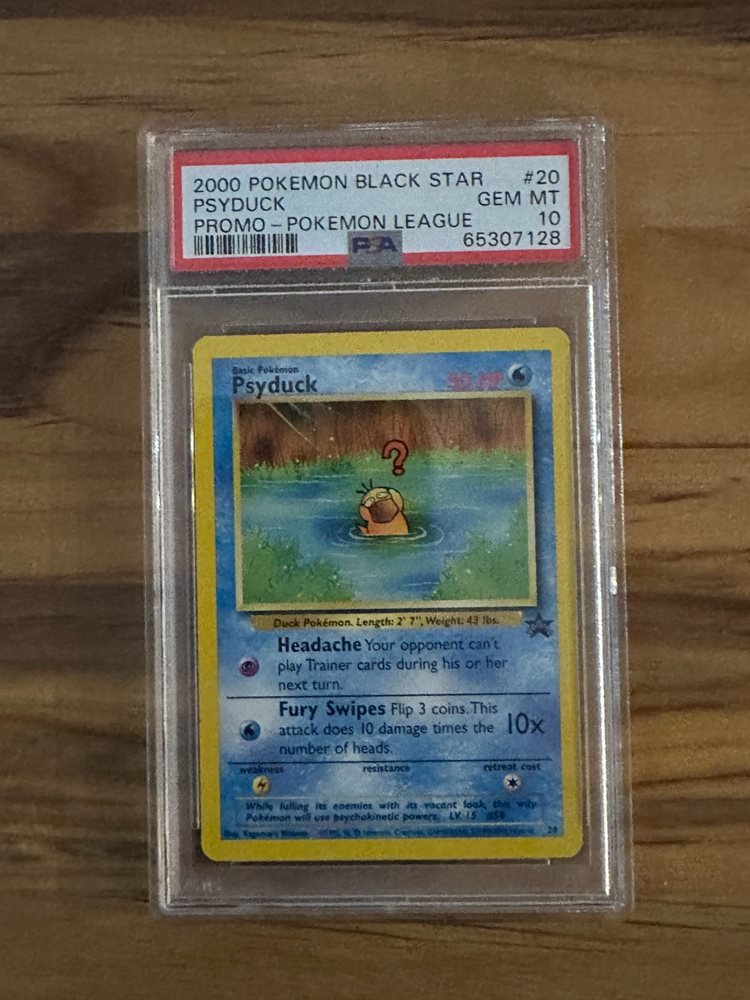 2000 POKEMON BLACK STAR #20
PSYDUCK GEM MT
PROMO - POKEMON LEAGUE 10
PSA 65307128
Basic Pokémon
Psyduck 50 HP
?
Duck Pokémon. Length: 2' 7", Weight: 43 lbs.
Headache Your opponent can't
play Trainer cards during his or her
next turn.
Fury Swipes Flip 3 coins. This
attack does 10 damage times the 10x
number of heads.
weakness resistance retreat cost
While lulling its enemies with its vacant look, this wily
Pokémon will use psychokinetic powers. LV. 15 #54
20